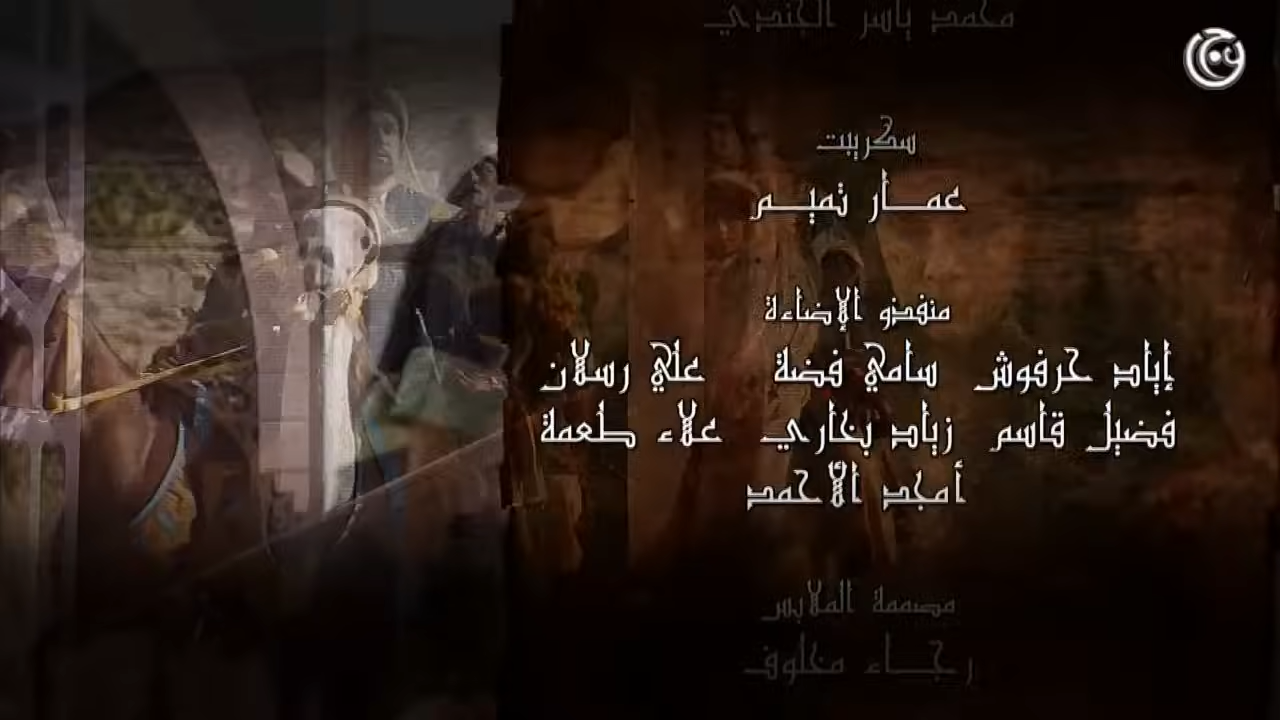 محمد ياسر الجندي
سكريبت
عمار تميم
منفذو الإضاءة
إياد حرفوش سامي فضة علي رسلان
فضيل قاسم زياد بخاري علاء طعمة
أمجد الأحمد
مصممة الملابس
رجاء مخلوف